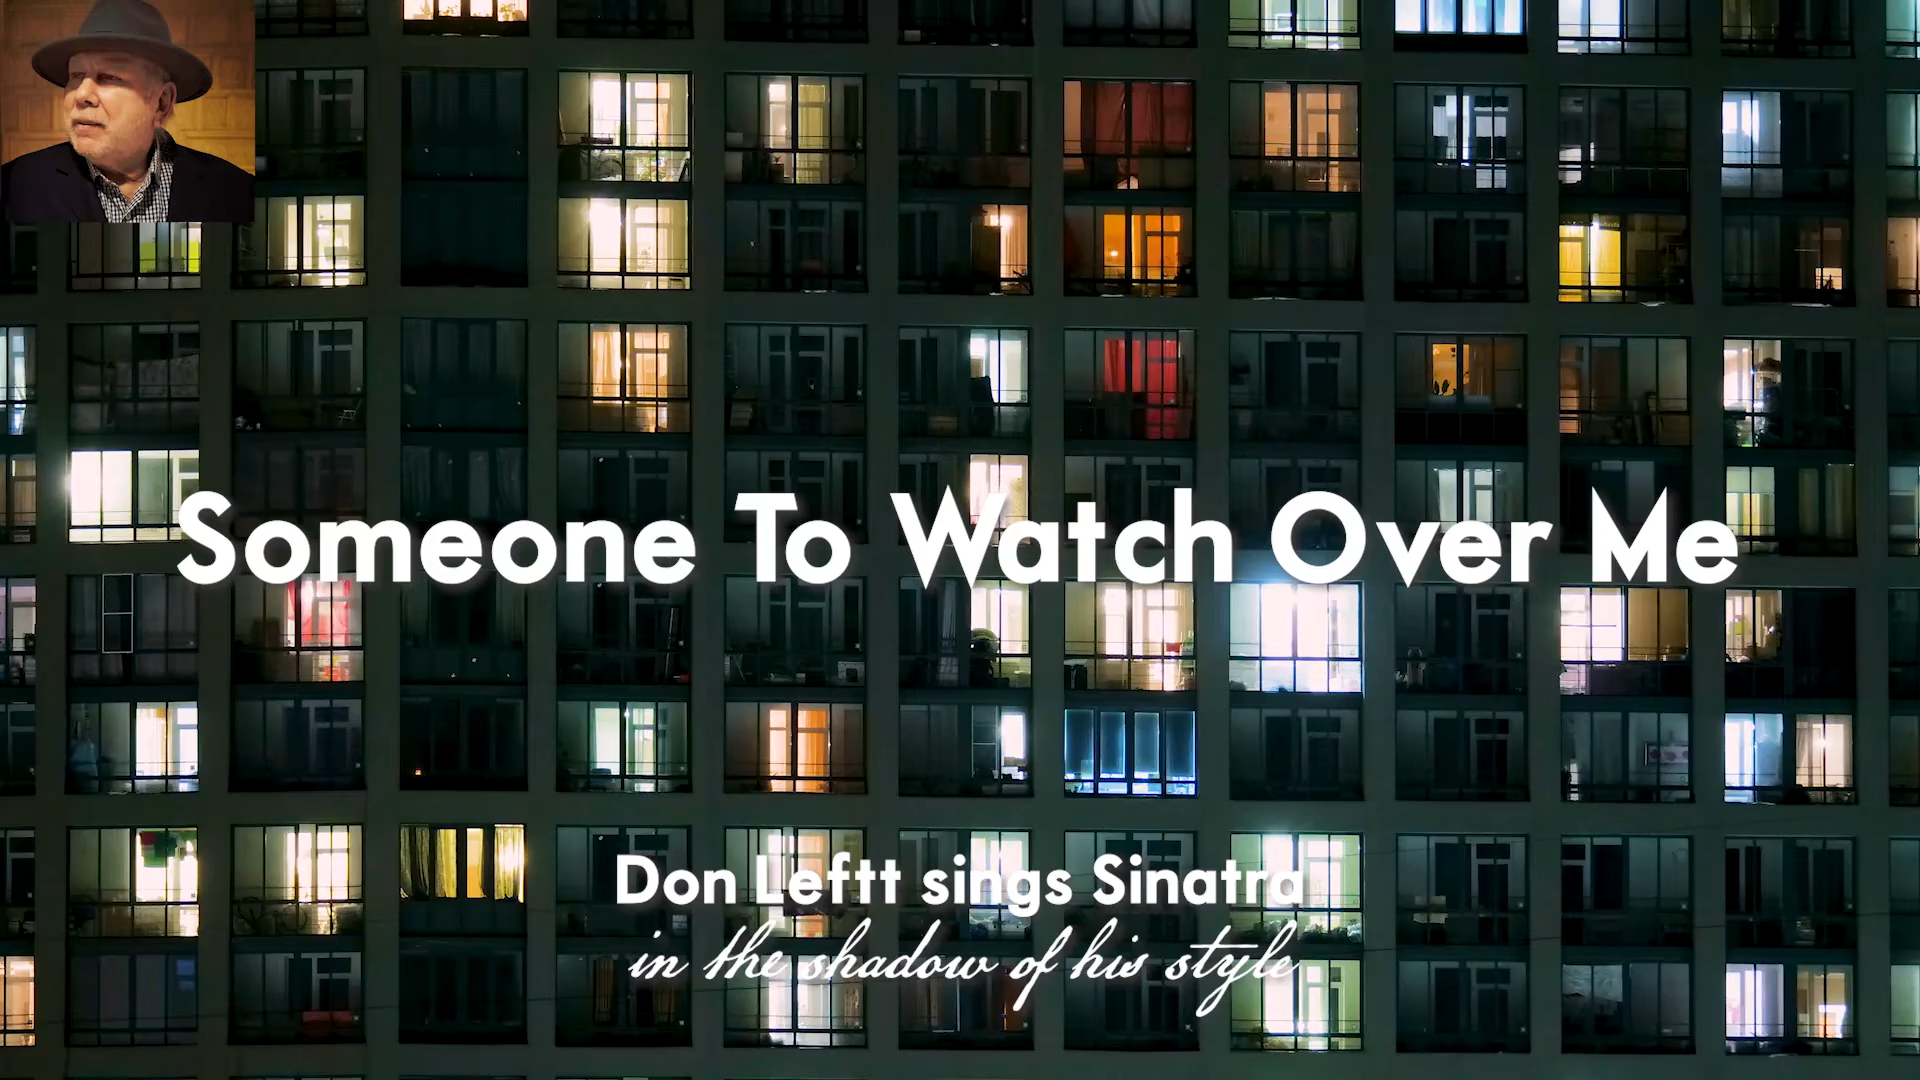 Someone To Watch Over Me
Don Leftt sings Sinatra
in the shadow of his style